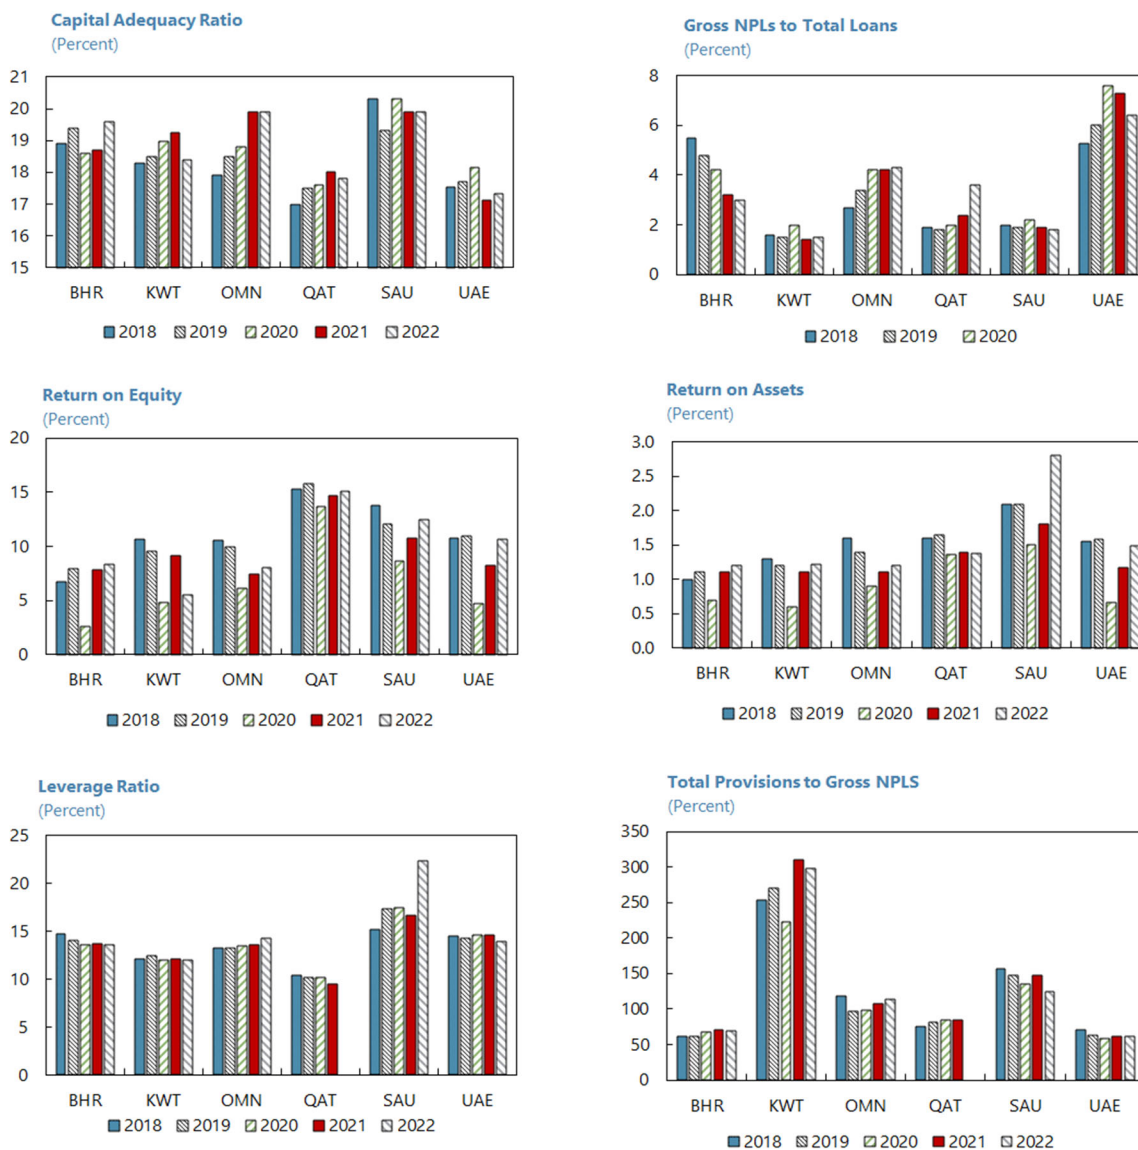 Capital Adequacy Ratio
(Percent)
21
20
19
18
17
16
15
BHR KWT OMN QAT SAU UAE
2018 2019 2020 2021 2022
Gross NPLs to Total Loans
(Percent)
8
6
4
2
0
BHR KWT OMN QAT SAU UAE
2018 2019 2020
Return on Equity
(Percent)
20
15
10
5
0
BHR KWT OMN QAT SAU UAE
2018 2019 2020 2021 2022
Return on Assets
(Percent)
3.0
2.5
2.0
1.5
1.0
0.5
0.0
BHR KWT OMN QAT SAU UAE
2018 2019 2020 2021 2022
Leverage Ratio
(Percent)
25
20
15
10
5
0
BHR KWT OMN QAT SAU UAE
2018 2019 2020 2021 2022
Total Provisions to Gross NPLS
(Percent)
350
300
250
200
150
100
50
0
BHR KWT OMN QAT SAU UAE
2018 2019 2020 2021 2022